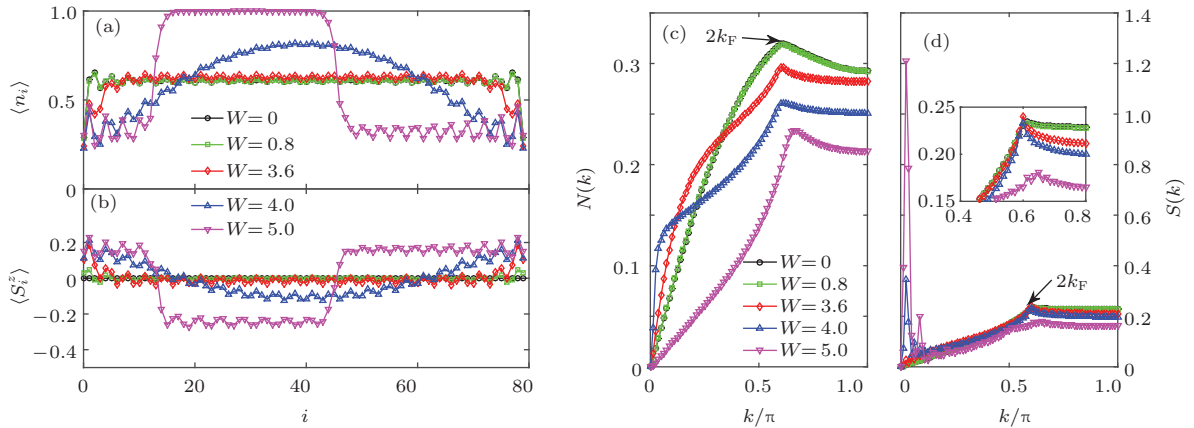 (a)
1.0
0.5
0
⟨n_i⟩
W = 0
W = 0.8
W = 3.6
(b)
W = 4.0
W = 5.0
0.2
0
−0.2
−0.4
⟨S_i^z⟩
0 20 40 60 80
i
(c)
2k_F
0.3
0.2
0.1
0
N(k)
W = 0
W = 0.8
W = 3.6
W = 4.0
W = 5.0
0 0.5 1.0
k/π
(d)
0.25
0.20
0.15
0.4 0.6 0.8
2k_F
1.4
1.2
1.0
0.8
0.6
0.4
0.2
0
S(k)
0 0.5 1.0
k/π